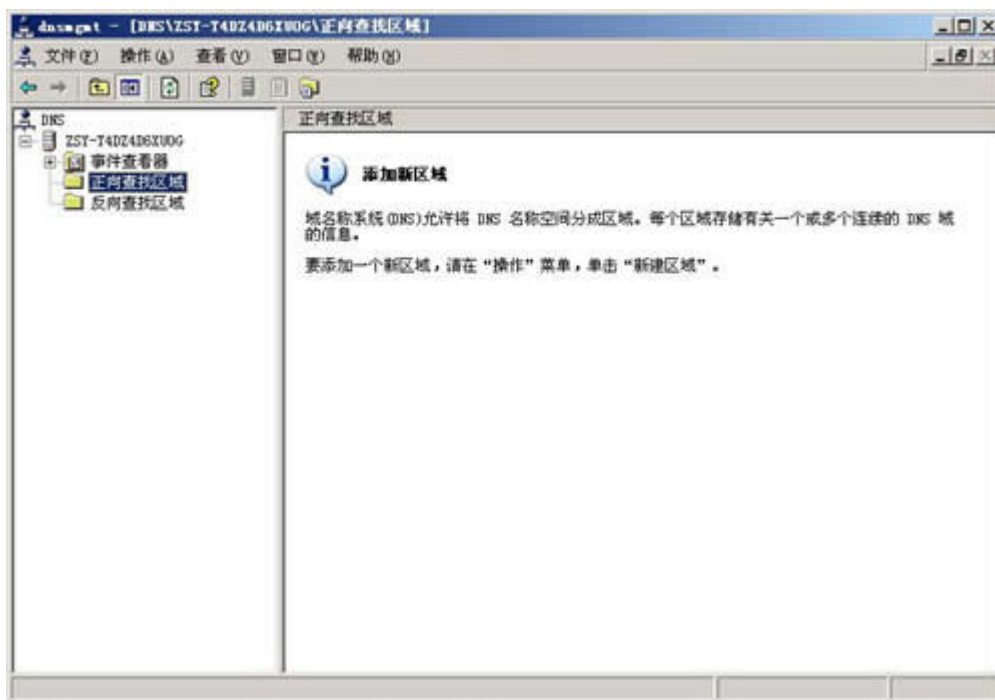 dnsmgmt - [DNS\ZSY-T4DZ4D6XUOG\正向查找区域]
文件(F) 操作(A) 查看(V) 窗口(W) 帮助(H)
DNS
ZSY-T4DZ4D6XUOG
事件查看器
正向查找区域
反向查找区域
正向查找区域
添加新区域
域名称系统(DNS)允许将 DNS 名称空间分成区域。每个区域存储有关一个或多个连续的 DNS 域
的信息。
要添加一个新区域，请在“操作”菜单，单击“新建区域”。